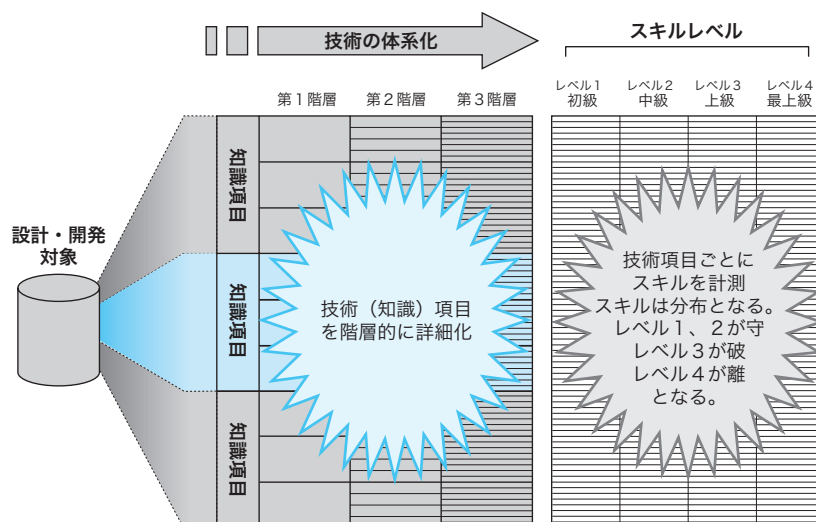 技術の体系化
スキルレベル
第1階層
第2階層
第3階層
レベル1
初級
レベル2
中級
レベル3
上級
レベル4
最上級
設計・開発
対象
知識項目
知識項目
知識項目
技術（知識）項目
を階層的に詳細化
技術項目ごとに
スキルを計測
スキルは分布となる。
レベル1、2が守
レベル3が破
レベル4が離
となる。